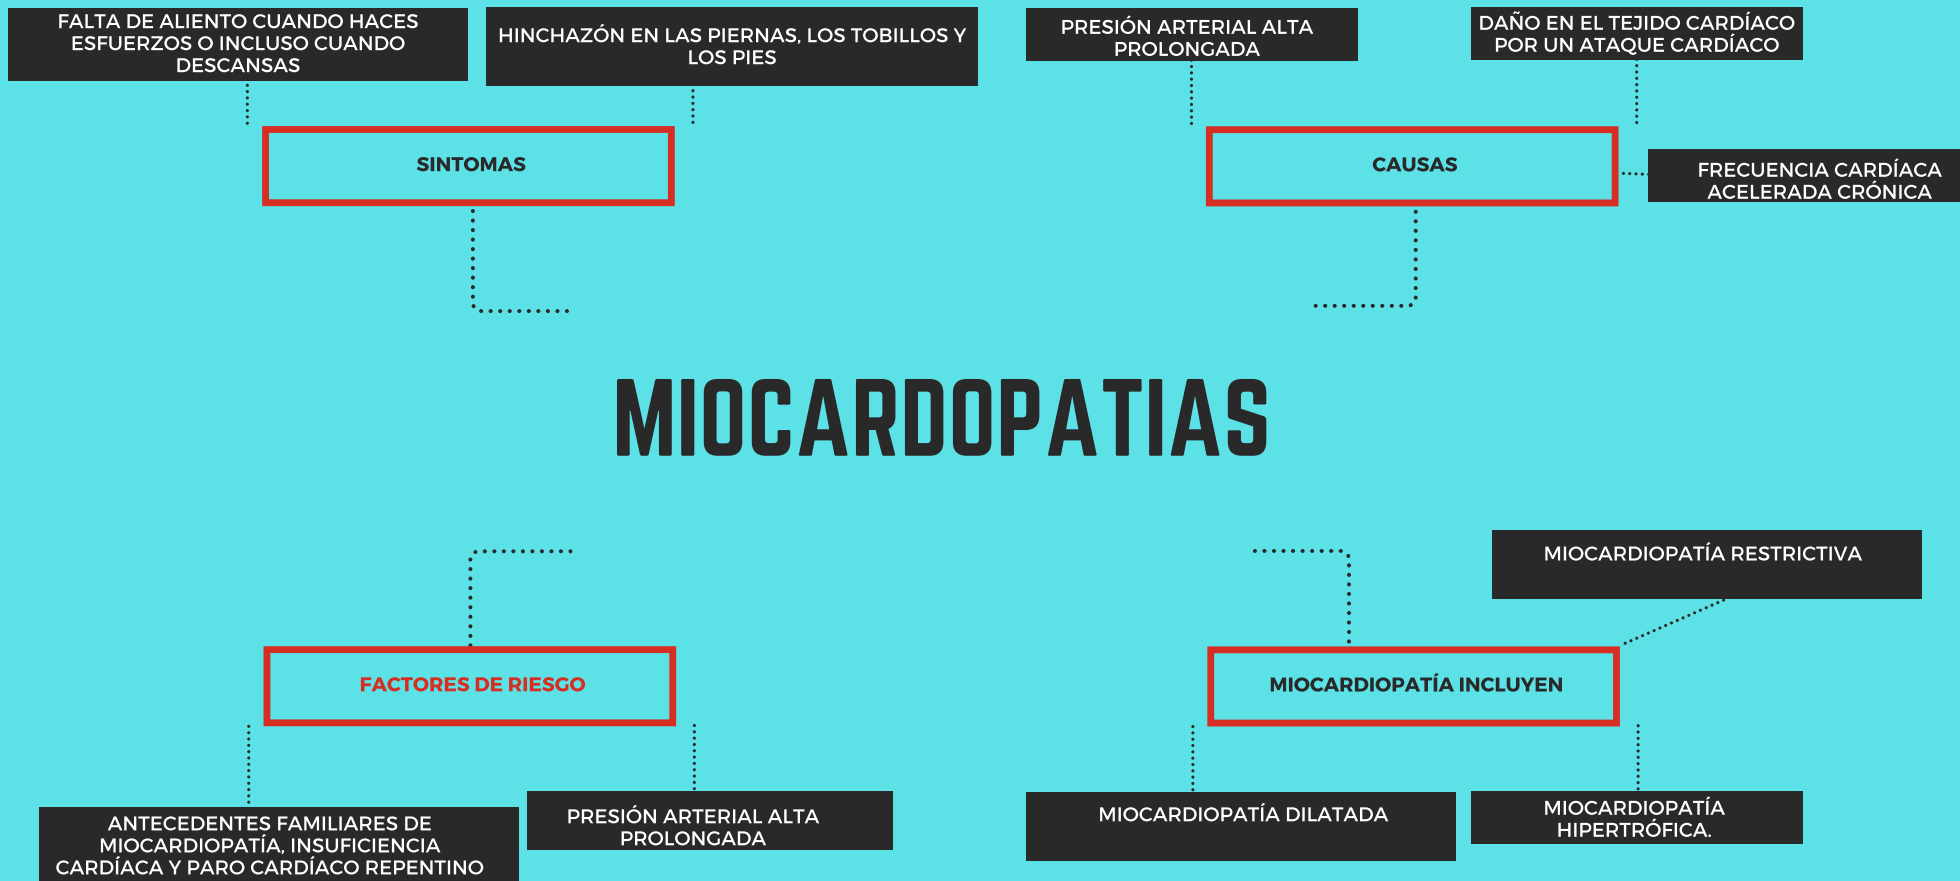 FALTA DE ALIENTO CUANDO HACES
ESFUERZOS O INCLUSO CUANDO
DESCANSAS
HINCHAZÓN EN LAS PIERNAS, LOS TOBILLOS Y
LOS PIES
SINTOMAS
PRESIÓN ARTERIAL ALTA
PROLONGADA
DAÑO EN EL TEJIDO CARDÍACO
POR UN ATAQUE CARDÍACO
CAUSAS
FRECUENCIA CARDÍACA
ACELERADA CRÓNICA
MIOCARDOPATIAS
FACTORES DE RIESGO
ANTECEDENTES FAMILIARES DE
MIOCARDIOPATÍA, INSUFICIENCIA
CARDÍACA Y PARO CARDÍACO REPENTINO
PRESIÓN ARTERIAL ALTA
PROLONGADA
MIOCARDIOPATÍA RESTRICTIVA
MIOCARDIOPATÍA INCLUYEN
MIOCARDIOPATÍA DILATADA
MIOCARDIOPATÍA
HIPERTRÓFICA.